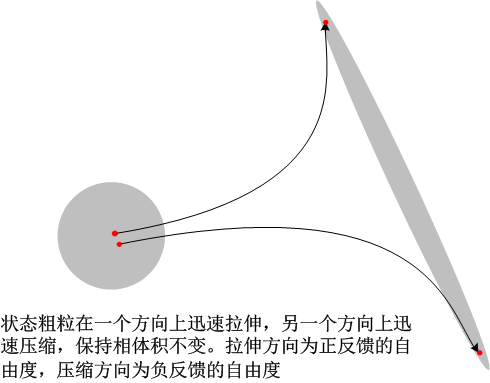 状态粗粒在一个方向上迅速拉伸，另一个方向上迅
速压缩，保持相体积不变。拉伸方向为正反馈的自
由度，压缩方向为负反馈的自由度